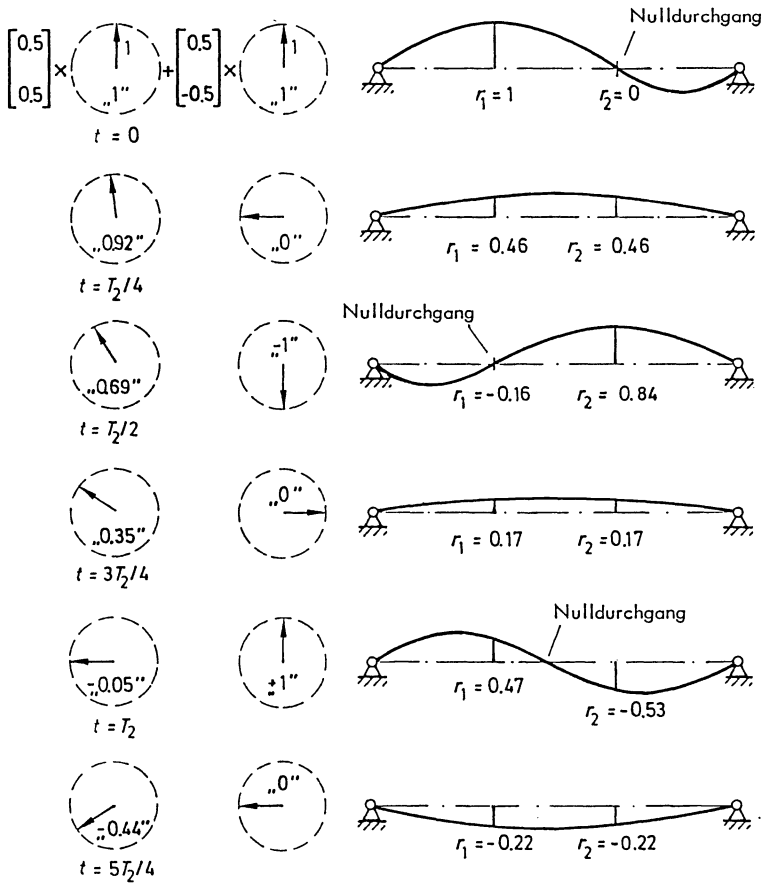 Nulldurchgang
[0.5 0.5] × 1 „1" + [0.5 -0.5] × 1 „1"
r₁ = 1 r₂ = 0
t = 0
„0.92" „0"
r₁ = 0.46 r₂ = 0.46
t = T₂/4
Nulldurchgang
„0.69" „-1"
r₁ = -0.16 r₂ = 0.84
t = T₂/2
„0.35" „0"
r₁ = 0.17 r₂ = 0.17
t = 3T₂/4
Nulldurchgang
„-0.05" „+1"
r₁ = 0.47
r₂ = -0.53
t = T₂
„-0.44" „0"
r₁ = -0.22 r₂ = -0.22
t = 5T₂/4